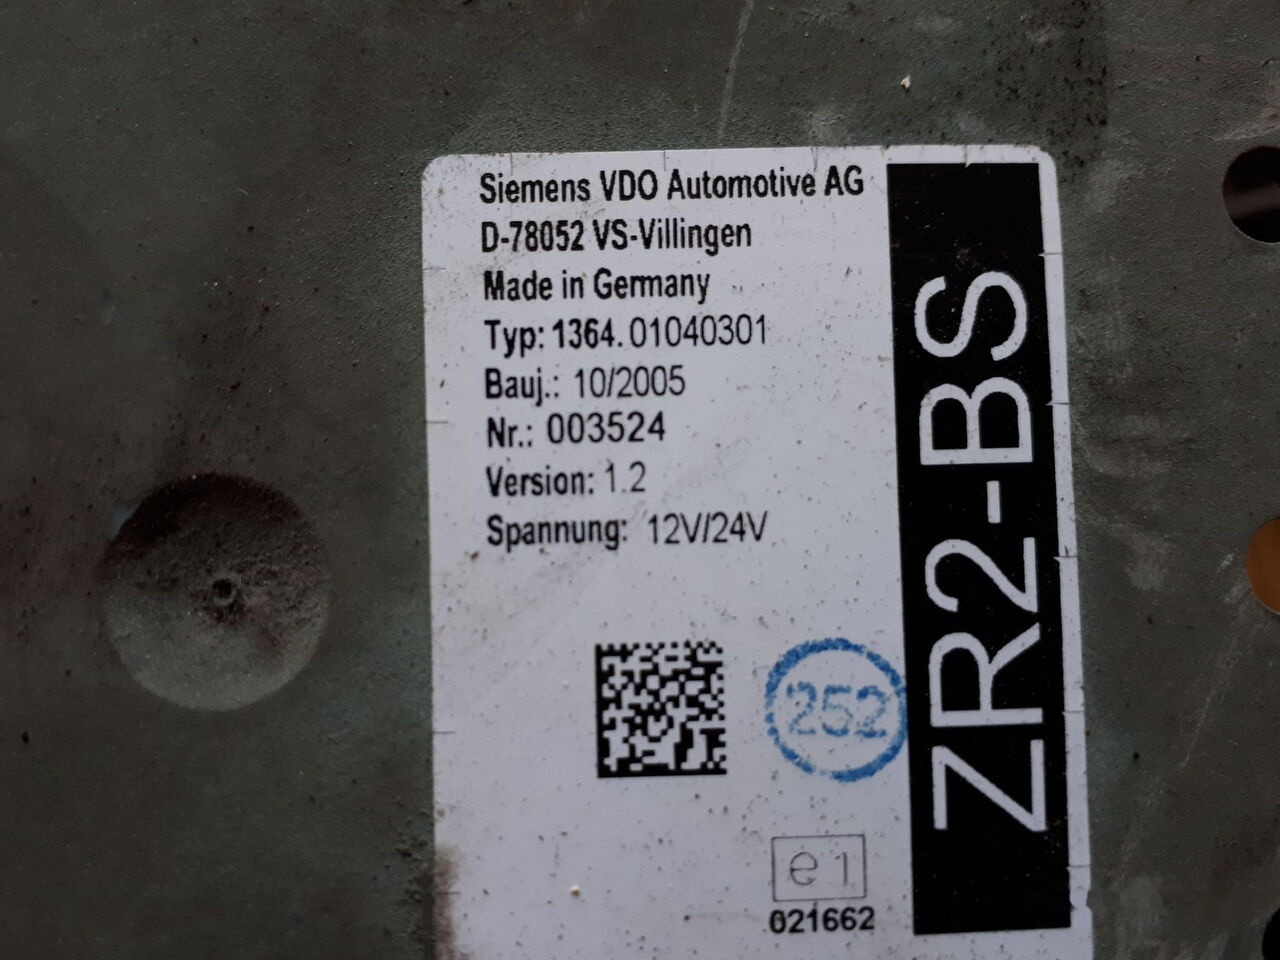 Siemens VDO Automotive AG
D-78052 VS-Villingen
Made in Germany
Typ: 1364.01040301
Bauj.: 10/2005
Nr.: 003524
Version: 1.2
Spannung: 12V/24V
252
e1
021662
ZR2-BS